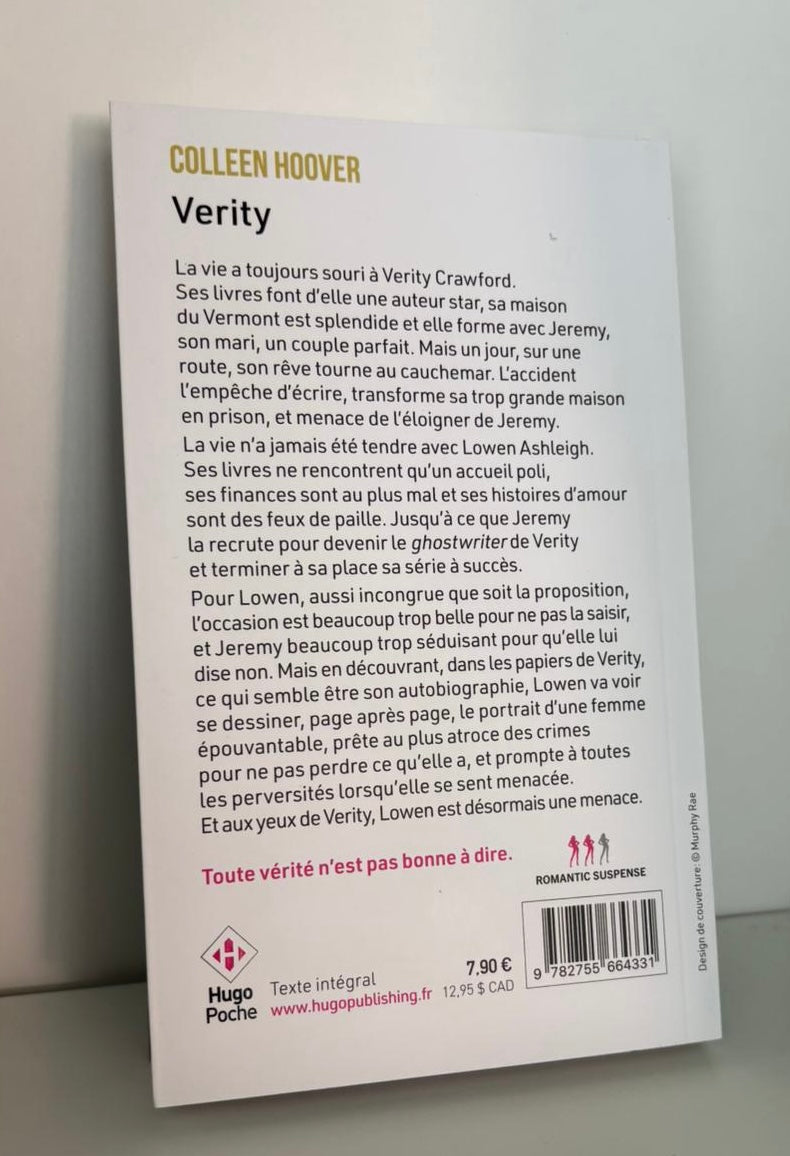 COLLEEN HOOVER
Verity
La vie a toujours souri à Verity Crawford.
Ses livres font d'elle une auteur star, sa maison
du Vermont est splendide et elle forme avec Jeremy,
son mari, un couple parfait. Mais un jour, sur une
route, son rêve tourne au cauchemar. L'accident
l'empêche d'écrire, transforme sa trop grande maison
en prison, et menace de l'éloigner de Jeremy.
La vie n'a jamais été tendre avec Lowen Ashleigh.
Ses livres ne rencontrent qu'un accueil poli,
ses finances sont au plus mal et ses histoires d'amour
sont des feux de paille. Jusqu'à ce que Jeremy
la recrute pour devenir le ghostwriter de Verity
et terminer à sa place sa série à succès.
Pour Lowen, aussi incongrue que soit la proposition,
l'occasion est beaucoup trop belle pour ne pas la saisir,
et Jeremy beaucoup trop séduisant pour qu'elle lui
dise non. Mais en découvrant, dans les papiers de Verity,
ce qui semble être son autobiographie, Lowen va voir
se dessiner, page après page, le portrait d'une femme
épouvantable, prête au plus atroce des crimes
pour ne pas perdre ce qu'elle a, et prompte à toutes
les perversités lorsqu'elle se sent menacée.
Et aux yeux de Verity, Lowen est désormais une menace.
Toute vérité n'est pas bonne à dire.
ROMANTIC SUSPENSE
H
Hugo
Poche
Texte intégral
www.hugopublishing.fr
7,90 €
12,95 $ CAD
9 782755 664331
Design de couverture : © Murphy Rae